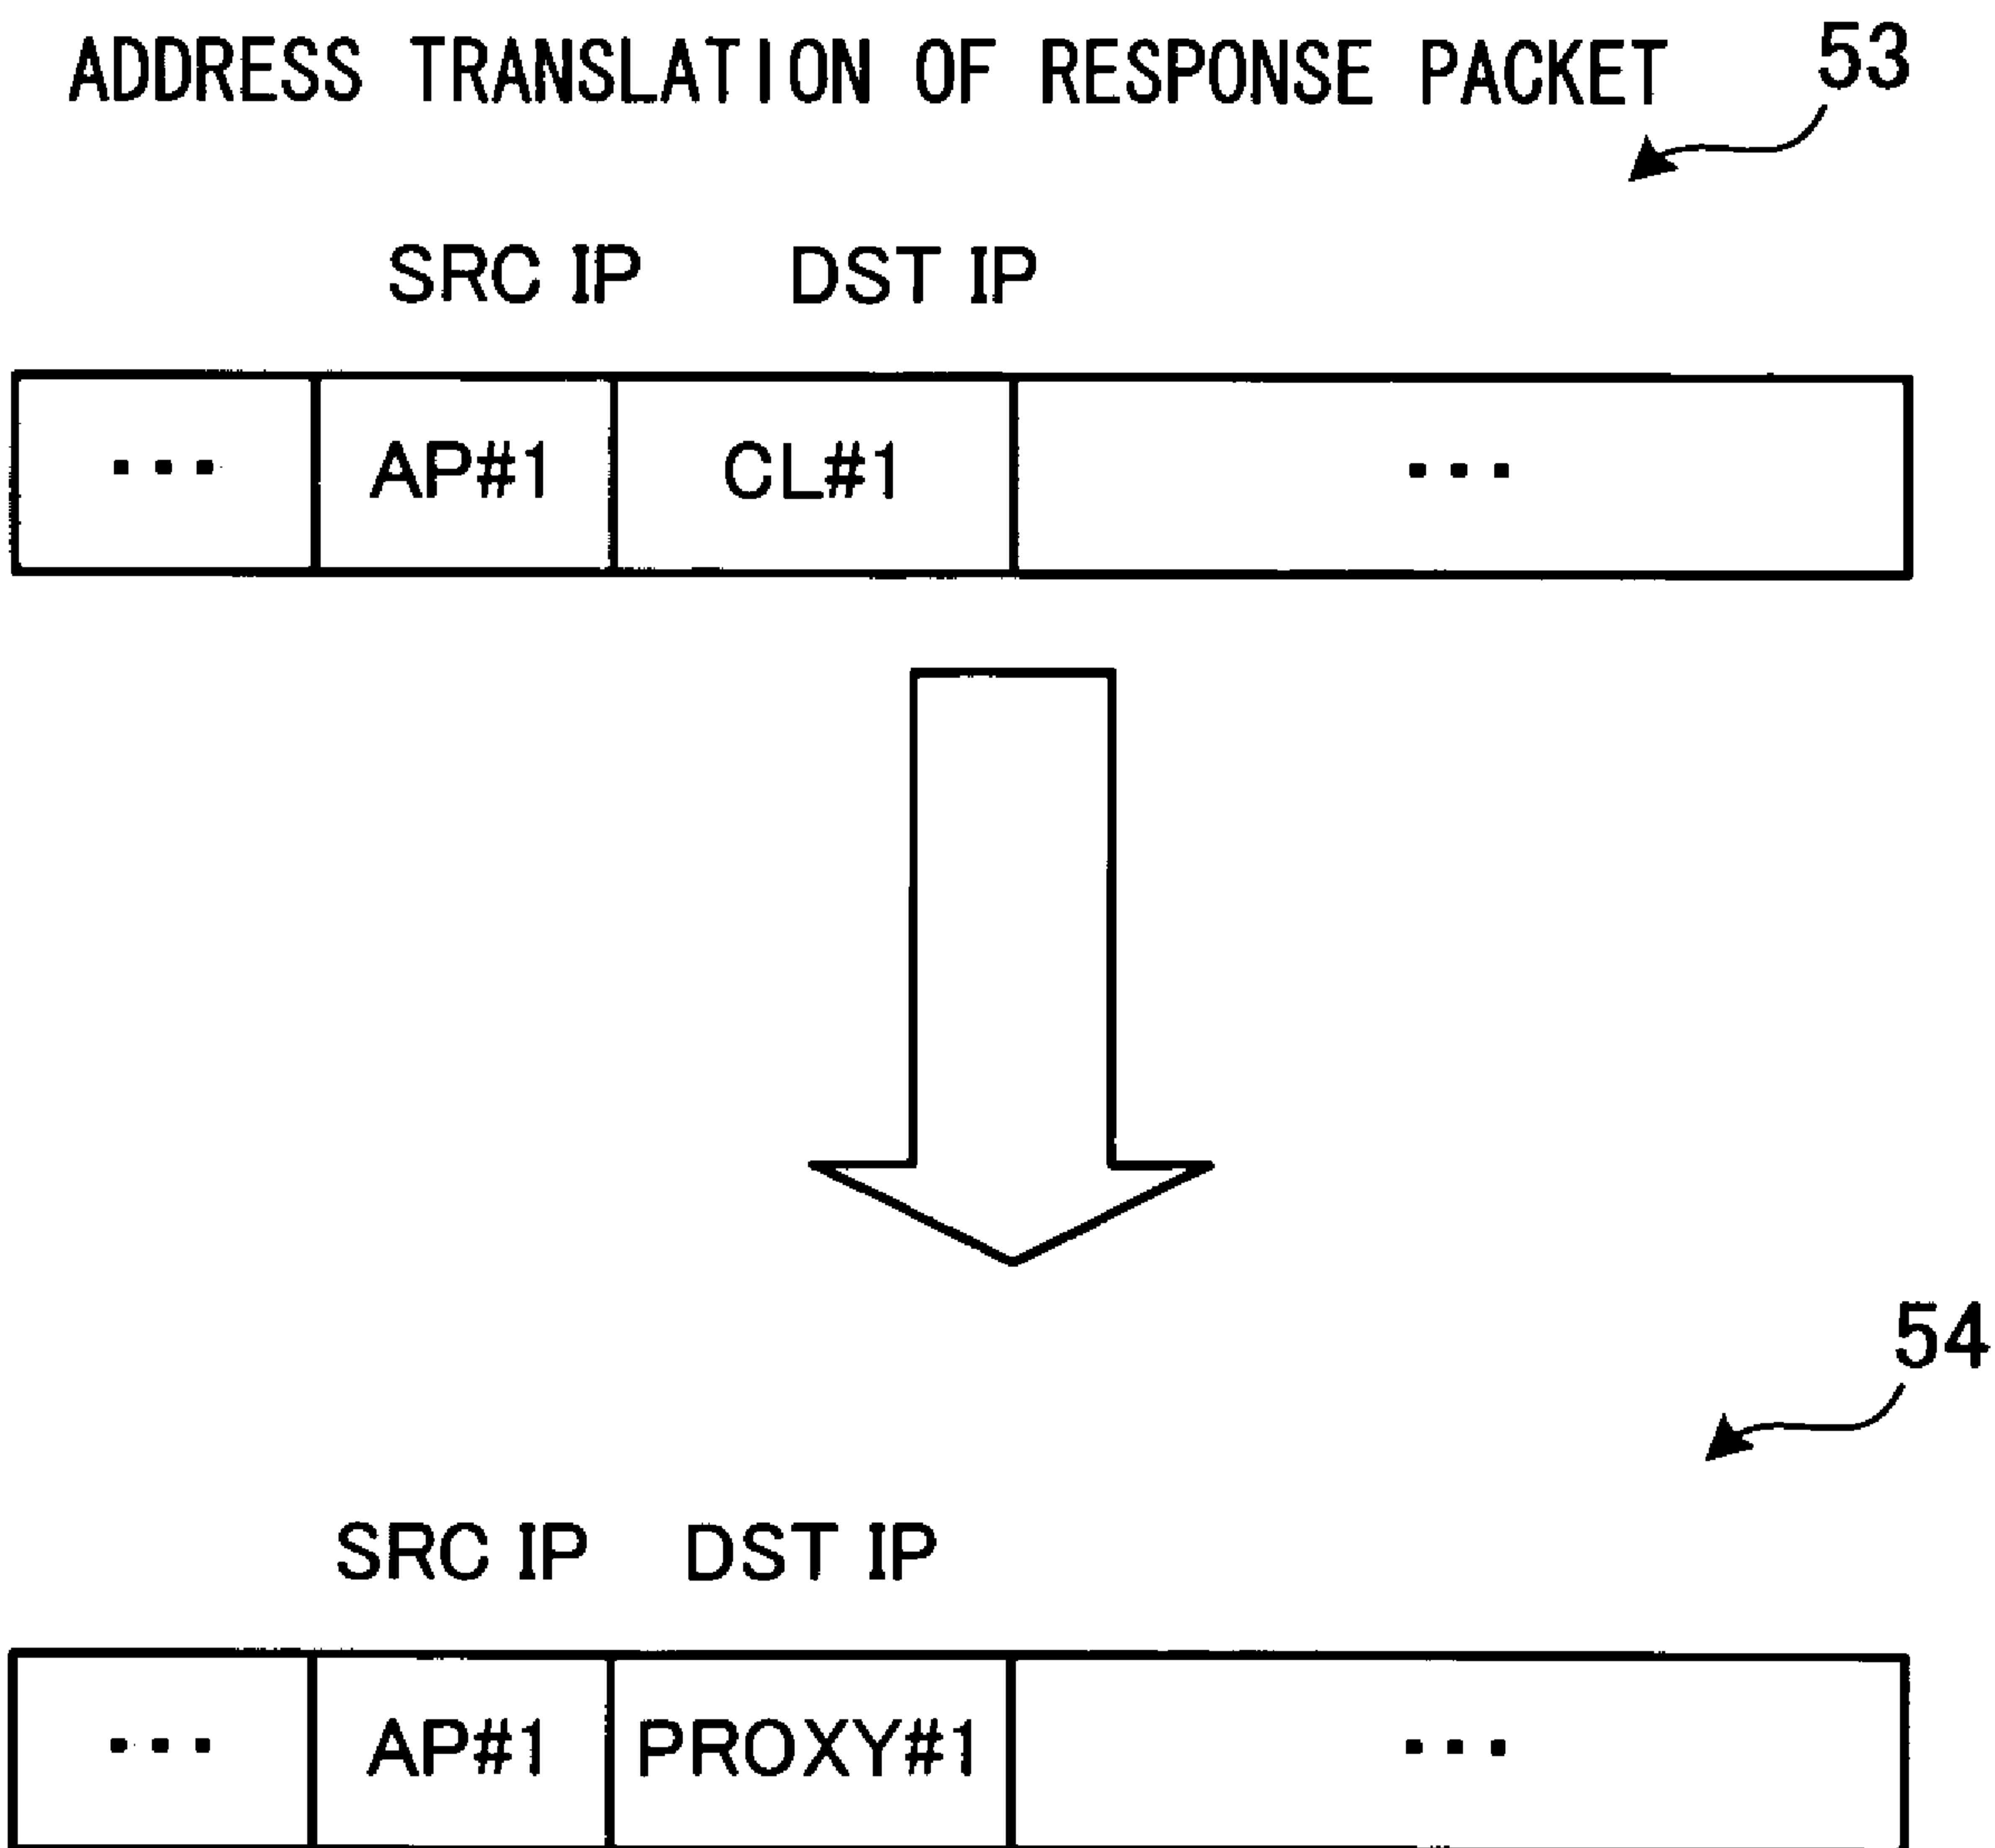 ADDRESS TRANSLATION OF RESPONSE PACKET
53
SRC IP DST IP
... AP#1 CL#1 ...
54
SRC IP DST IP
... AP#1 PROXY#1 ...